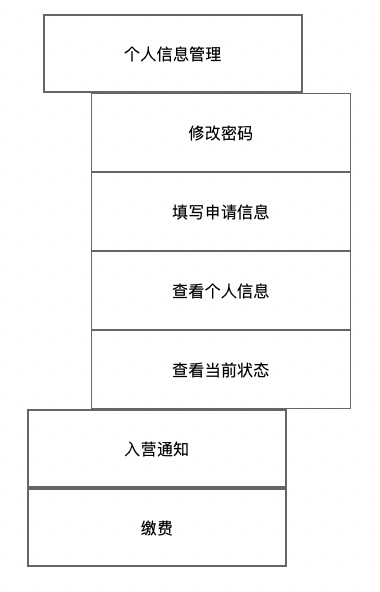 个人信息管理
修改密码
填写申请信息
查看个人信息
查看当前状态
入营通知
缴费